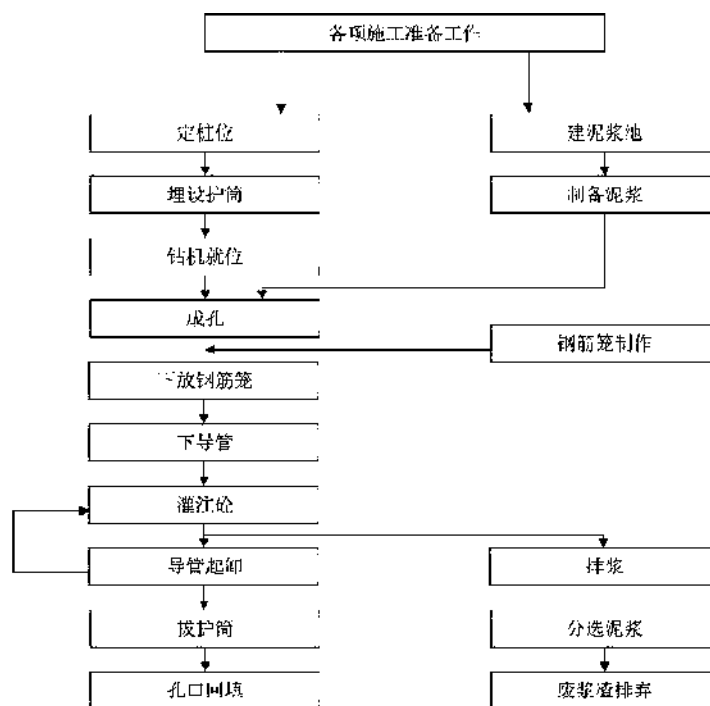 各项施工准备工作
定柱位
建泥浆池
埋设护筒
制备泥浆
钻机就位
成孔
钢筋笼制作
下放钢筋笼
下导管
灌注砼
导管起卸
排浆
拔护筒
分选泥浆
孔口回填
废浆渣排弃